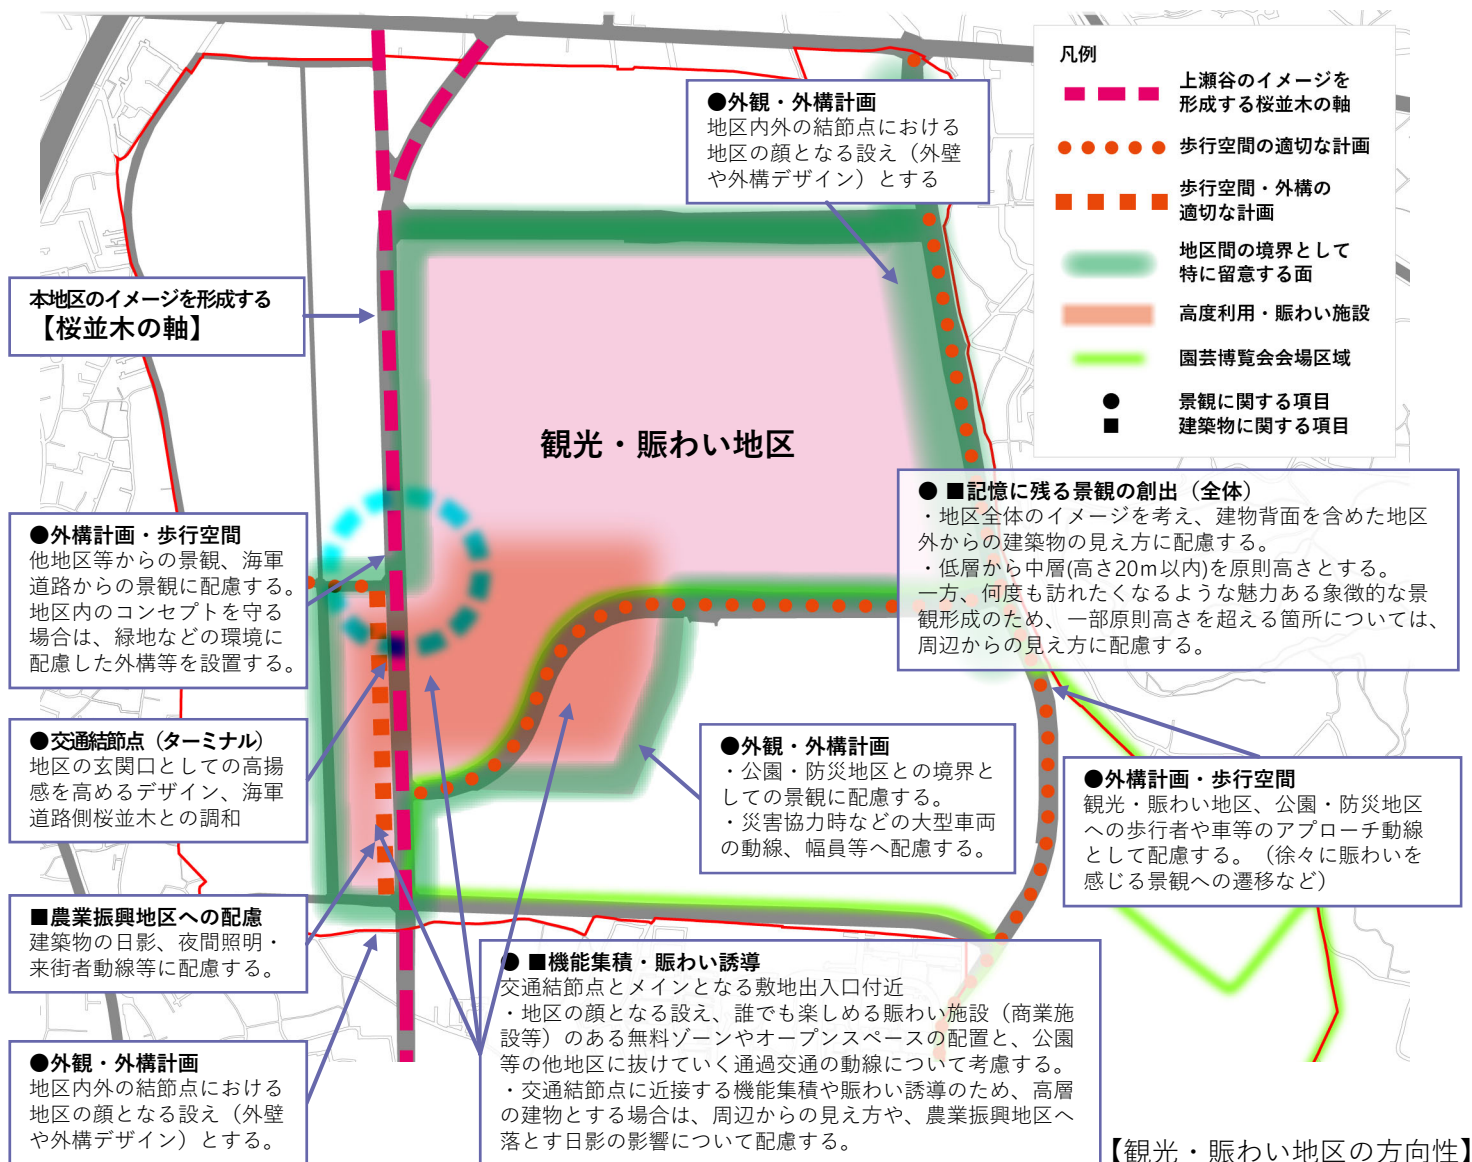 凡例
上瀬谷のイメージを
形成する桜並木の軸
歩行空間の適切な計画
歩行空間・外構の
適切な計画
地区間の境界として
特に留意する面
高度利用・賑わい施設
園芸博覧会会場区域
● 景観に関する項目
■ 建築物に関する項目
●外観・外構計画
地区内外の結節点における
地区の顔となる設え（外壁
や外構デザイン）とする
本地区のイメージを形成する
【桜並木の軸】
観光・賑わい地区
● ■記憶に残る景観の創出（全体）
・地区全体のイメージを考え、建物背面を含めた地区
外からの建築物の見え方に配慮する。
・低層から中層(高さ20m以内)を原則高さとする。
一方、何度も訪れたくなるような魅力ある象徴的な景
観形成のため、一部原則高さを超える箇所については、
周辺からの見え方に配慮する。
●外構計画・歩行空間
他地区等からの景観、海軍
道路からの景観に配慮する。
地区内のコンセプトを守る
場合は、緑地などの環境に
配慮した外構等を設置する。
●交通結節点（ターミナル）
地区の玄関口としての高揚
感を高めるデザイン、海軍
道路側桜並木との調和
●外観・外構計画
・公園・防災地区との境界と
しての景観に配慮する。
・災害協力時などの大型車両
の動線、幅員等へ配慮する。
●外構計画・歩行空間
観光・賑わい地区、公園・防災地区
への歩行者や車等のアプローチ動線
として配慮する。（徐々に賑わいを
感じる景観への遷移など）
■農業振興地区への配慮
建築物の日影、夜間照明・
来街者動線等に配慮する。
● ■機能集積・賑わい誘導
交通結節点とメインとなる敷地出入口付近
・地区の顔となる設え、誰でも楽しめる賑わい施設（商業施
設等）のある無料ゾーンやオープンスペースの配置と、公園
等の他地区に抜けていく通過交通の動線について考慮する。
・交通結節点に近接する機能集積や賑わい誘導のため、高層
の建物とする場合は、周辺からの見え方や、農業振興地区へ
落とす日影の影響について配慮する。
●外観・外構計画
地区内外の結節点における
地区の顔となる設え（外壁
や外構デザイン）とする。
【観光・賑わい地区の方向性】